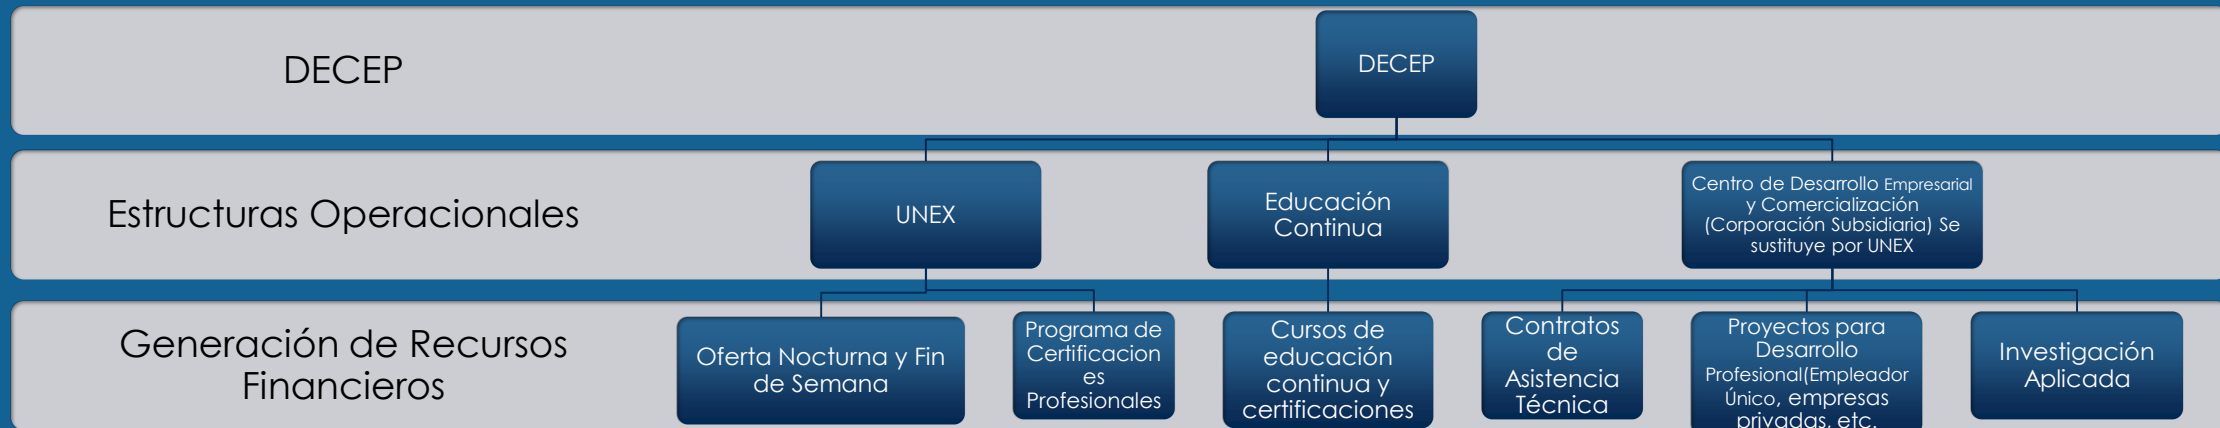 DECEP
DECEP
Estructuras Operacionales
UNEX
Educación
Continua
Centro de Desarrollo Empresarial
y Comercialización
(Corporación Subsidiaria) Se
sustituye por UNEX
Generación de Recursos
Financieros
Oferta Nocturna y Fin
de Semana
Programa de
Certificacion
es
Profesionales
Cursos de
educación
continua y
certificaciones
Contratos
de
Asistencia
Técnica
Proyectos para
Desarrollo
Profesional(Empleador
Único, empresas
privadas, etc.
Investigación
Aplicada